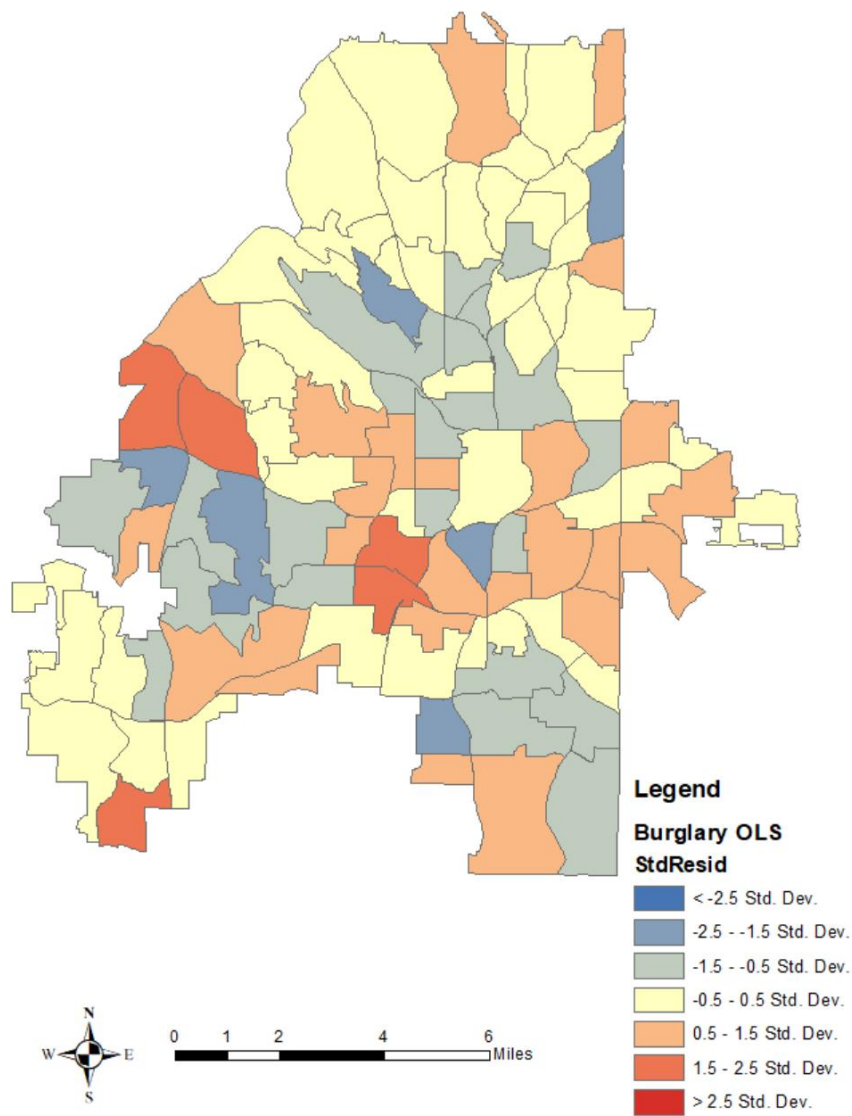 Legend
Burglary OLS
StdResid
< -2.5 Std. Dev.
-2.5 - -1.5 Std. Dev.
-1.5 - -0.5 Std. Dev.
-0.5 - 0.5 Std. Dev.
0.5 - 1.5 Std. Dev.
1.5 - 2.5 Std. Dev.
> 2.5 Std. Dev.
N
W E
S
0 1 2 4 6
Miles